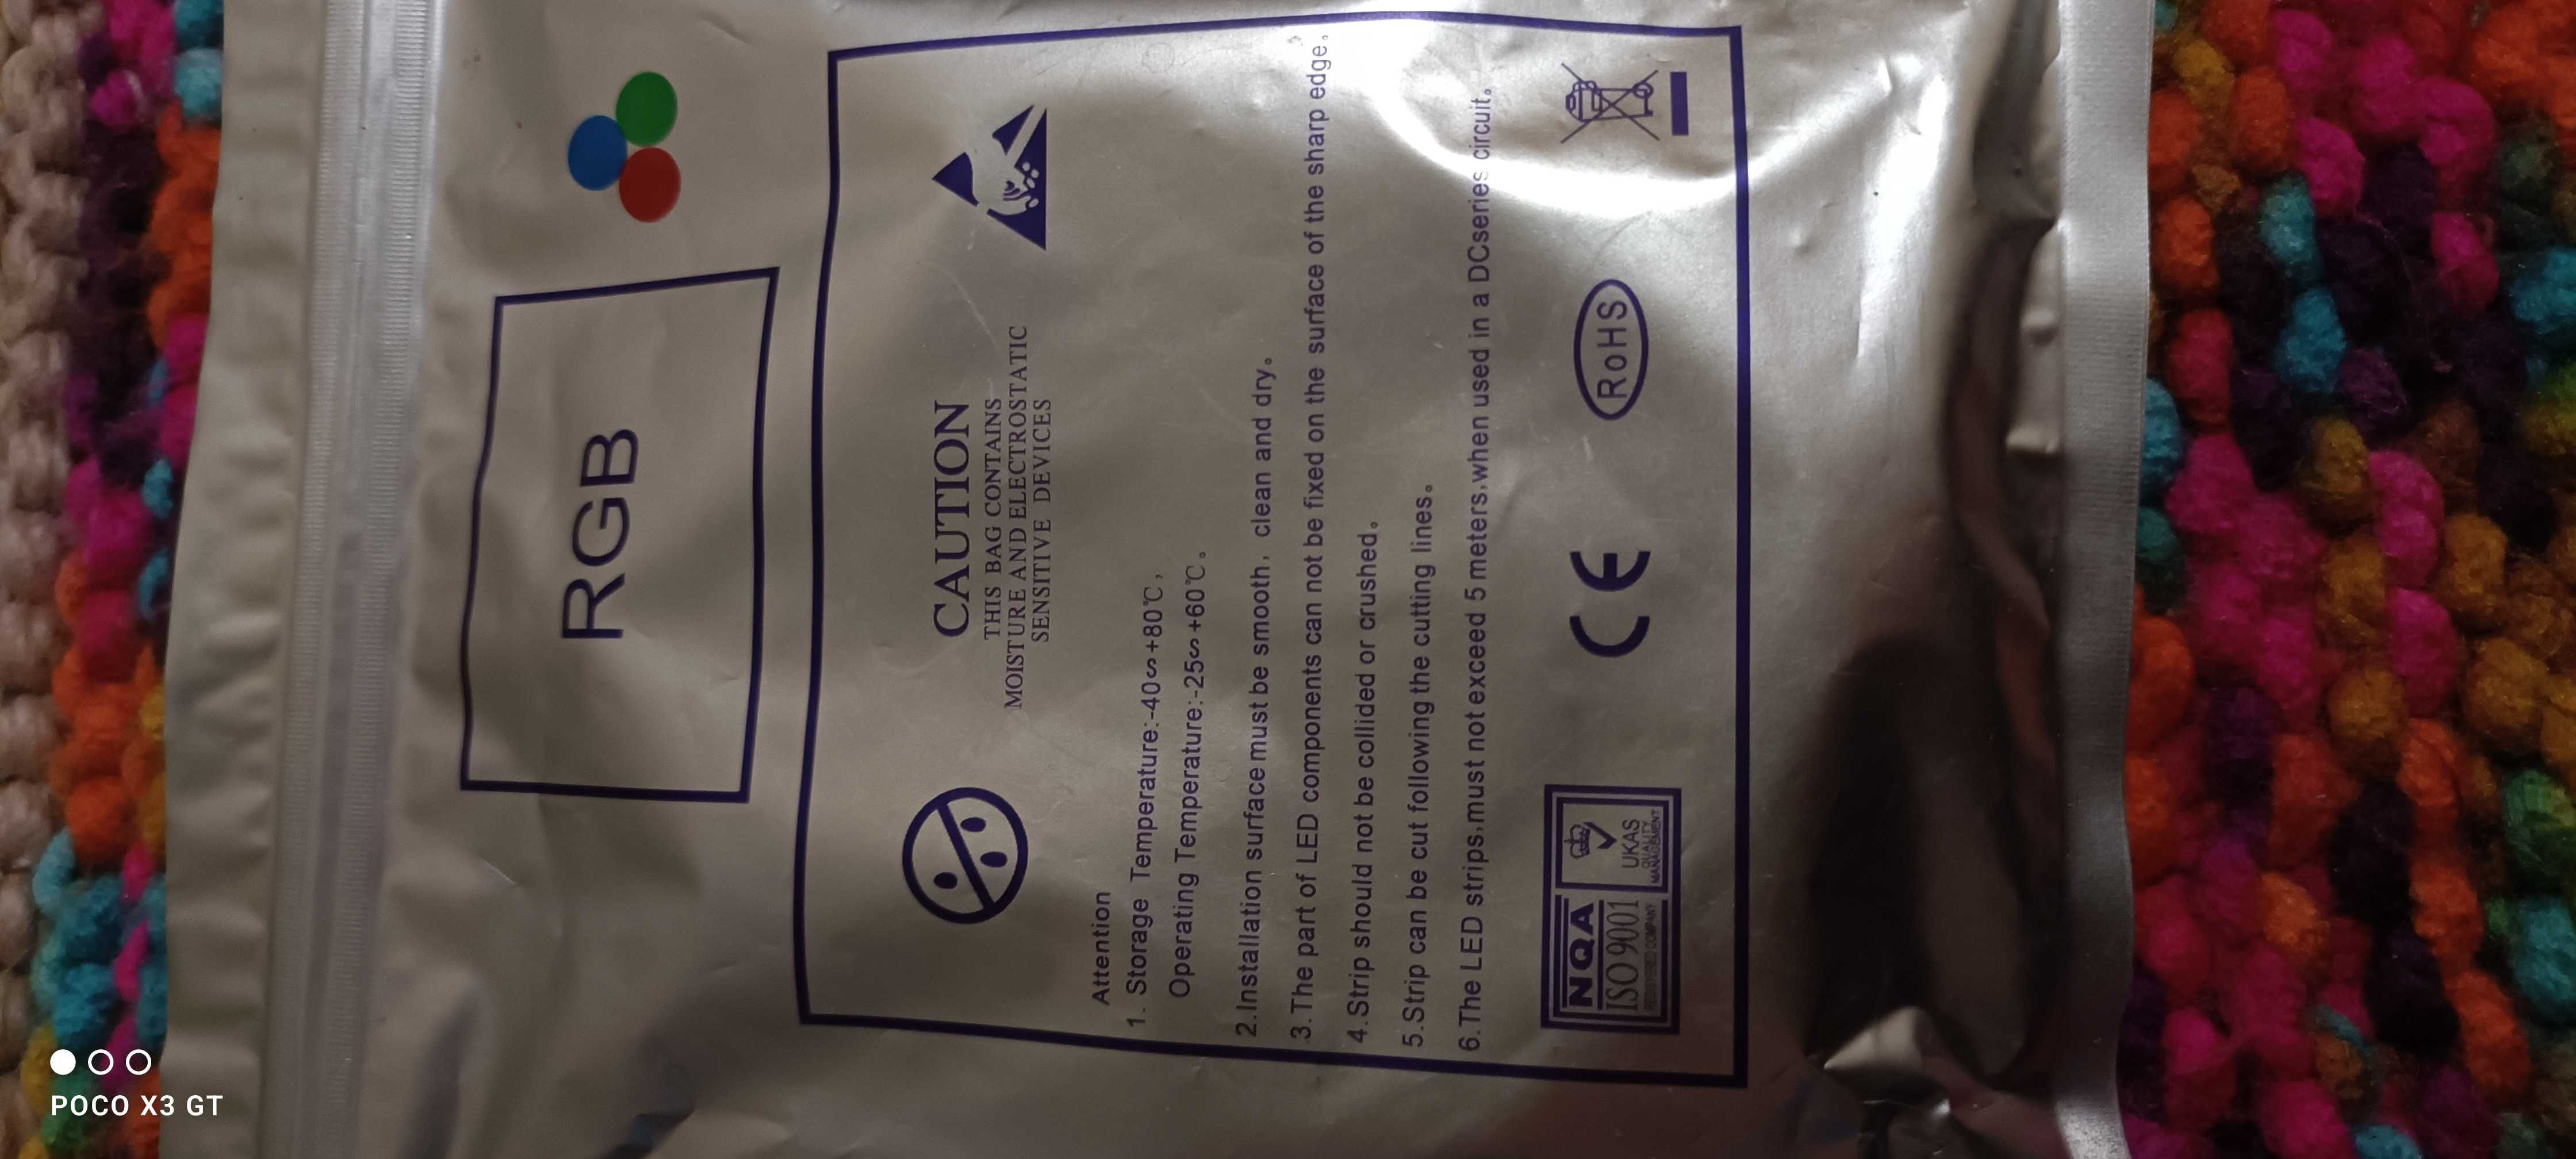 RGB
CAUTION
THIS BAG CONTAINS
MOISTURE AND ELECTROSTATIC
SENSITIVE DEVICES
Attention
1. Storage Temperature:-40∽+80℃,
Operating Temperature:-25∽+60℃。
2.Installation surface must be smooth, clean and dry。
3.The part of LED components can not be fixed on the surface of the sharp edge。
4.Strip should not be collided or crushed。
5.Strip can be cut following the cutting lines。
6.The LED strips,must not exceed 5 meters,when used in a DCseries circuit。
NQA
ISO 9001
REGISTERED COMPANY
UKAS
QUALITY
MANAGEMENT
CE
RoHS
POCO X3 GT